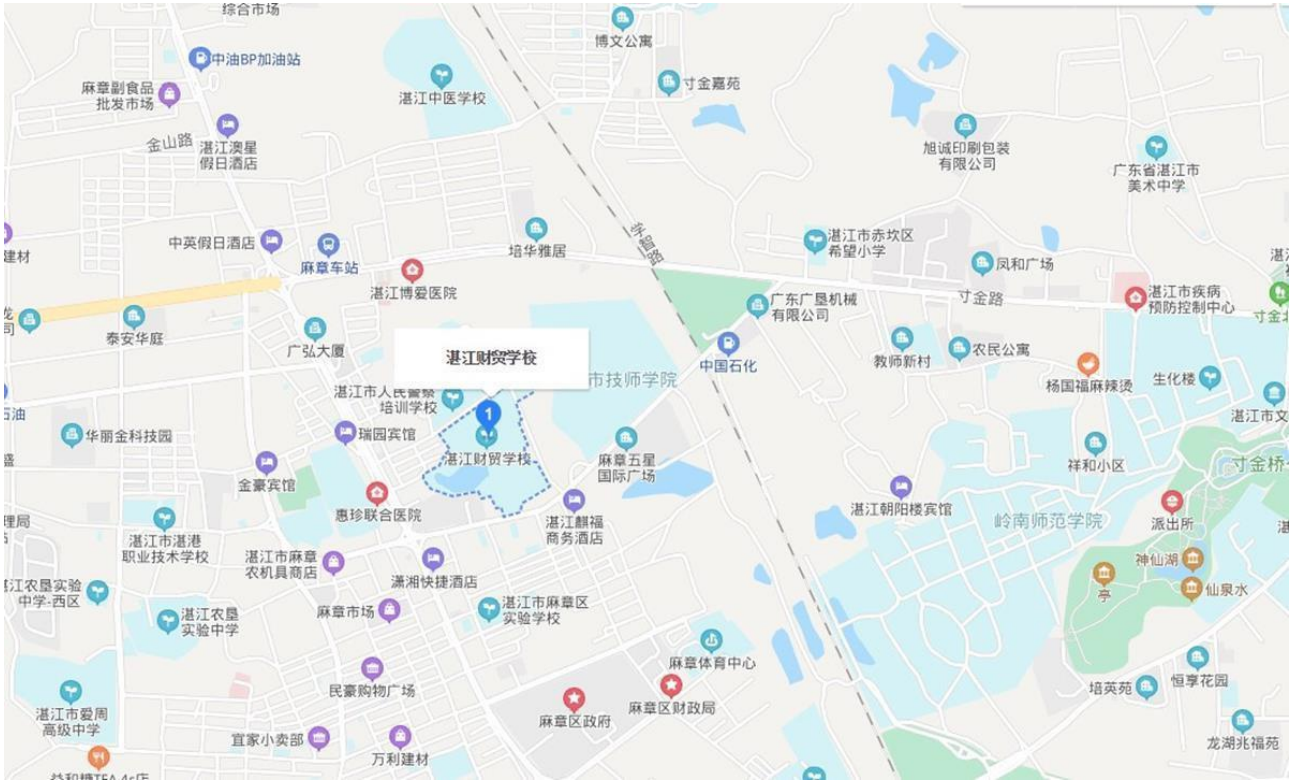 综合市场
博文公寓
中油BP加油站
寸金嘉苑
麻章副食品
批发市场
湛江中医学校
金山路
湛江澳星
假日酒店
旭诚印刷包装
有限公司
广东省湛江市
美术中学
中英假日酒店
培华雅居
学智路
湛江市赤坎区
希望小学
建材
麻章车站
凤和广场
湛江博爱医院
寸金路
湛江市疾病
预防控制中心
广东广垦机械
有限公司
泰安华庭
广弘大厦
寸金
湛江财贸学校
中国石化
教师新村
农民公寓
杨国福麻辣烫
生化楼
市技师学院
湛江市人民警察
培训学校
石油
湛江市文
1
华丽金科技园
瑞园宾馆
湛江财贸学校
麻章五星
国际广场
祥和小区
寸金桥
盛
金豪宾馆
惠珍联合医院
湛江麒福
商务酒店
湛江朝阳楼宾馆
岭南师范学院
派出所
理局
湛江市湛港
职业技术学校
湛江市麻章
农机具商店
潇湘快捷酒店
神仙湖
仙泉水
亭
江农垦实验
中学-西区
湛江农垦
实验中学
麻章市场
湛江市麻章区
实验学校
麻章体育中心
民豪购物广场
培英苑
恒享花园
湛江市爱周
高级中学
麻章区政府
麻章区财政局
宜家小卖部
万利建材
龙湖兆福苑
益和糖TEA 4s店